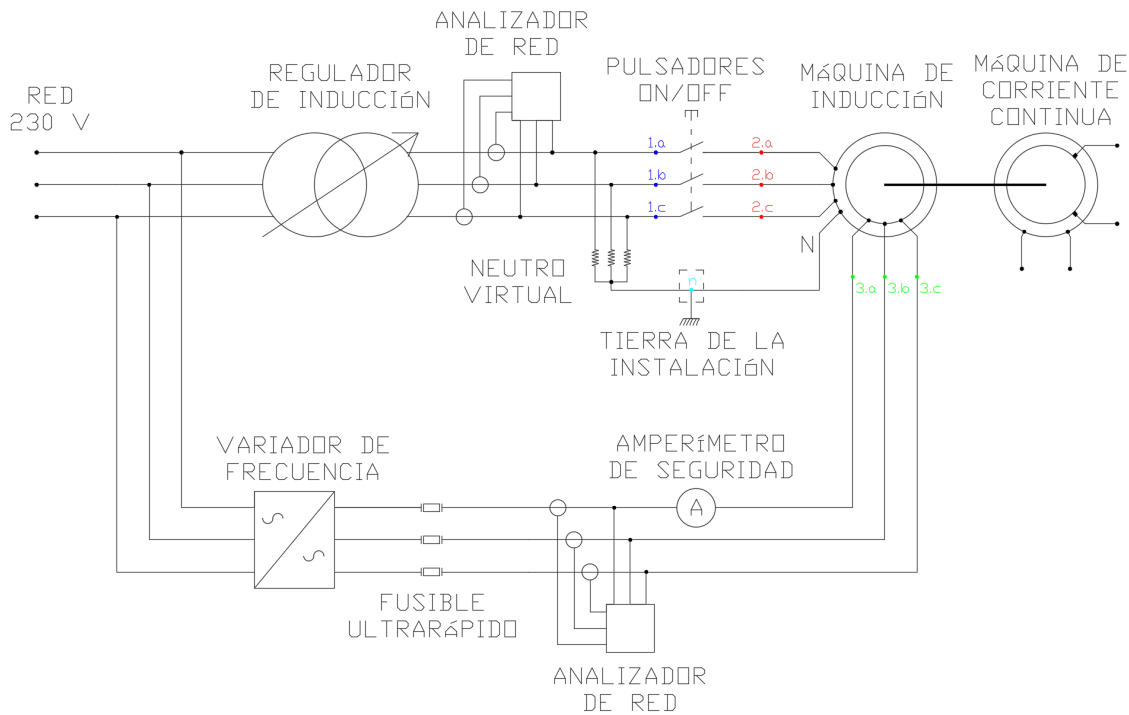 ANALIZADOR
DE RED
RED
230 V
REGULADOR
DE INDUCCIóN
PULSADORES
ON/OFF
MáQUINA DE
INDUCCIóN
MáQUINA DE
CORRIENTE
CONTINUA
1.a
2.a
1.b
2.b
1.c
2.c
N
NEUTRO
VIRTUAL
n
3.a
3.b
3.c
TIERRA DE LA
INSTALACIóN
VARIADOR DE
FRECUENCIA
AMPERíMETRO
DE SEGURIDAD
A
FUSIBLE
ULTRARáPIDO
ANALIZADOR
DE RED